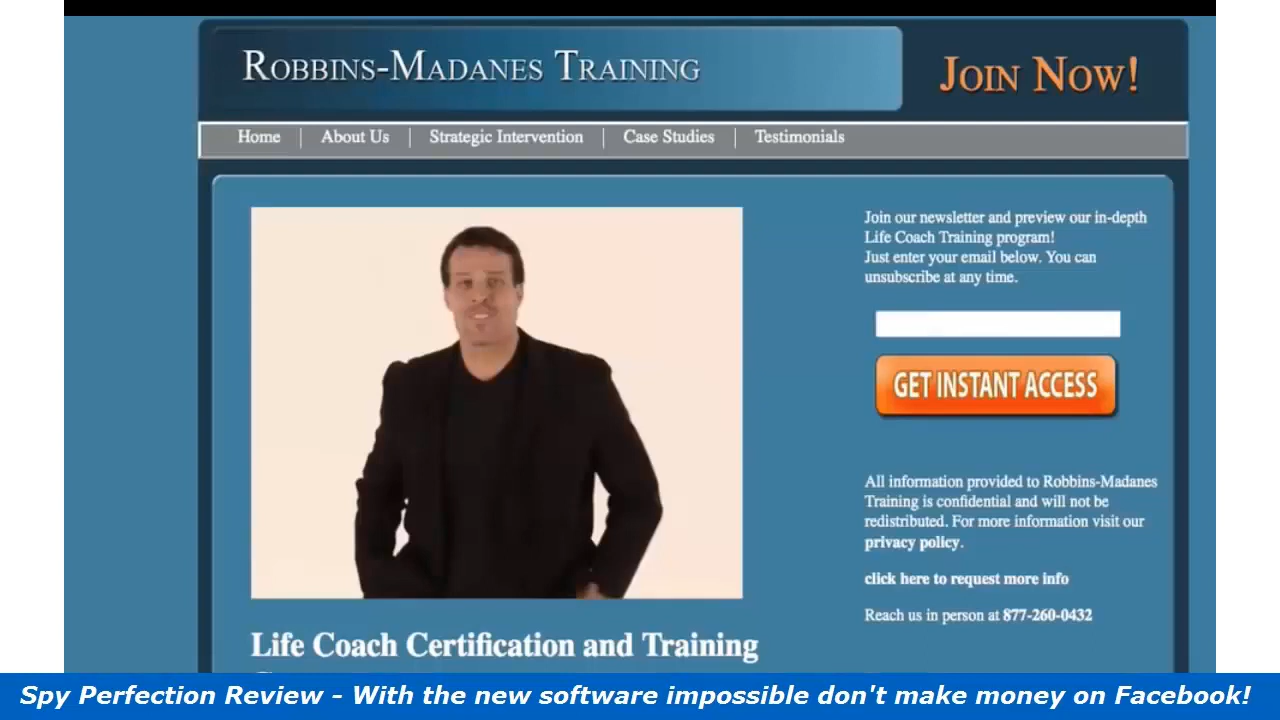 ROBBINS-MADANES TRAINING
JOIN NOW!
Home
About Us
Strategic Intervention
Case Studies
Testimonials
Join our newsletter and preview our in-depth
Life Coach Training program!
Just enter your email below. You can
unsubscribe at any time.
GET INSTANT ACCESS
All information provided to Robbins-Madanes
Training is confidential and will not be
redistributed. For more information visit our
privacy policy.
click here to request more info
Reach us in person at 877-260-0432
Life Coach Certification and Training
Spy Perfection Review - With the new software impossible don't make money on Facebook!